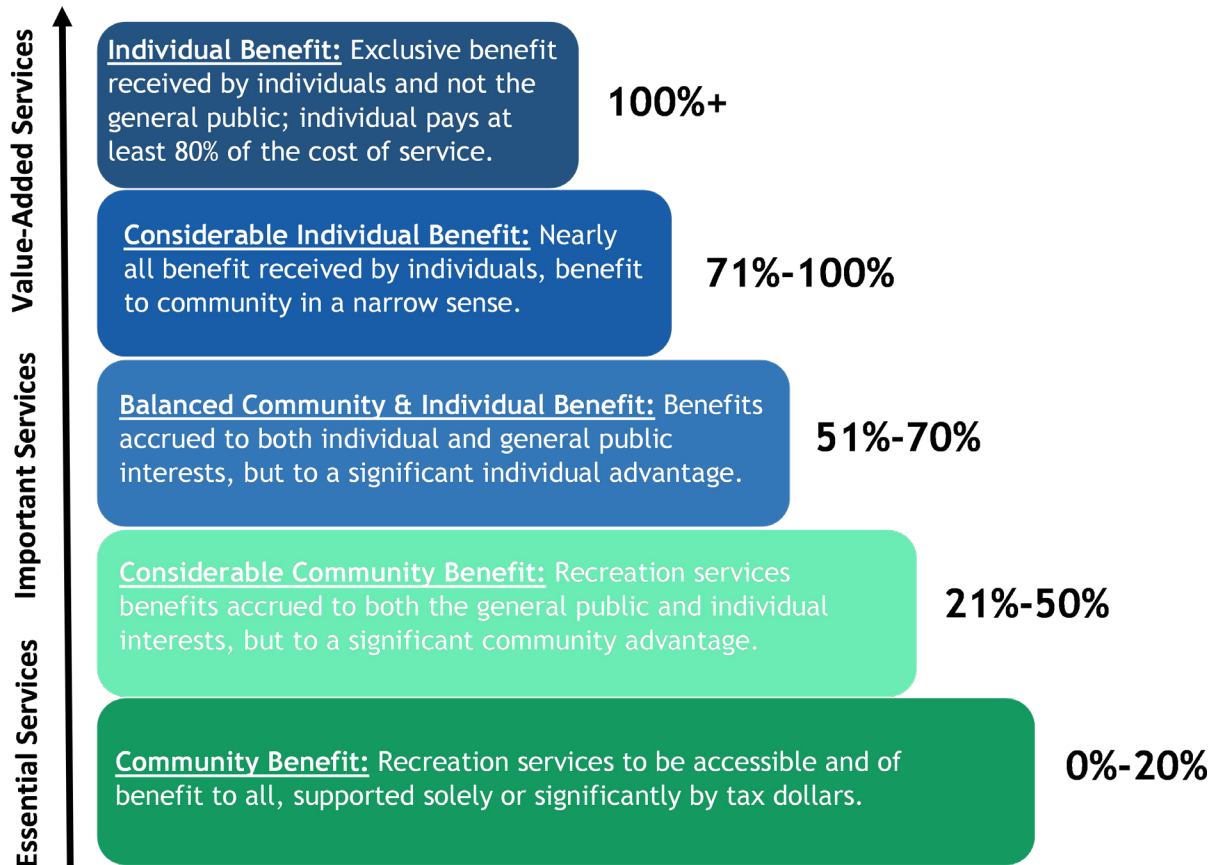 Value-Added Services
Individual Benefit: Exclusive benefit
received by individuals and not the
general public; individual pays at
least 80% of the cost of service.
100%+
Considerable Individual Benefit: Nearly
all benefit received by individuals, benefit
to community in a narrow sense.
71%-100%
Important Services
Balanced Community & Individual Benefit: Benefits
accrued to both individual and general public
interests, but to a significant individual advantage.
51%-70%
Considerable Community Benefit: Recreation services
benefits accrued to both the general public and individual
interests, but to a significant community advantage.
21%-50%
Essential Services
Community Benefit: Recreation services to be accessible and of
benefit to all, supported solely or significantly by tax dollars.
0%-20%